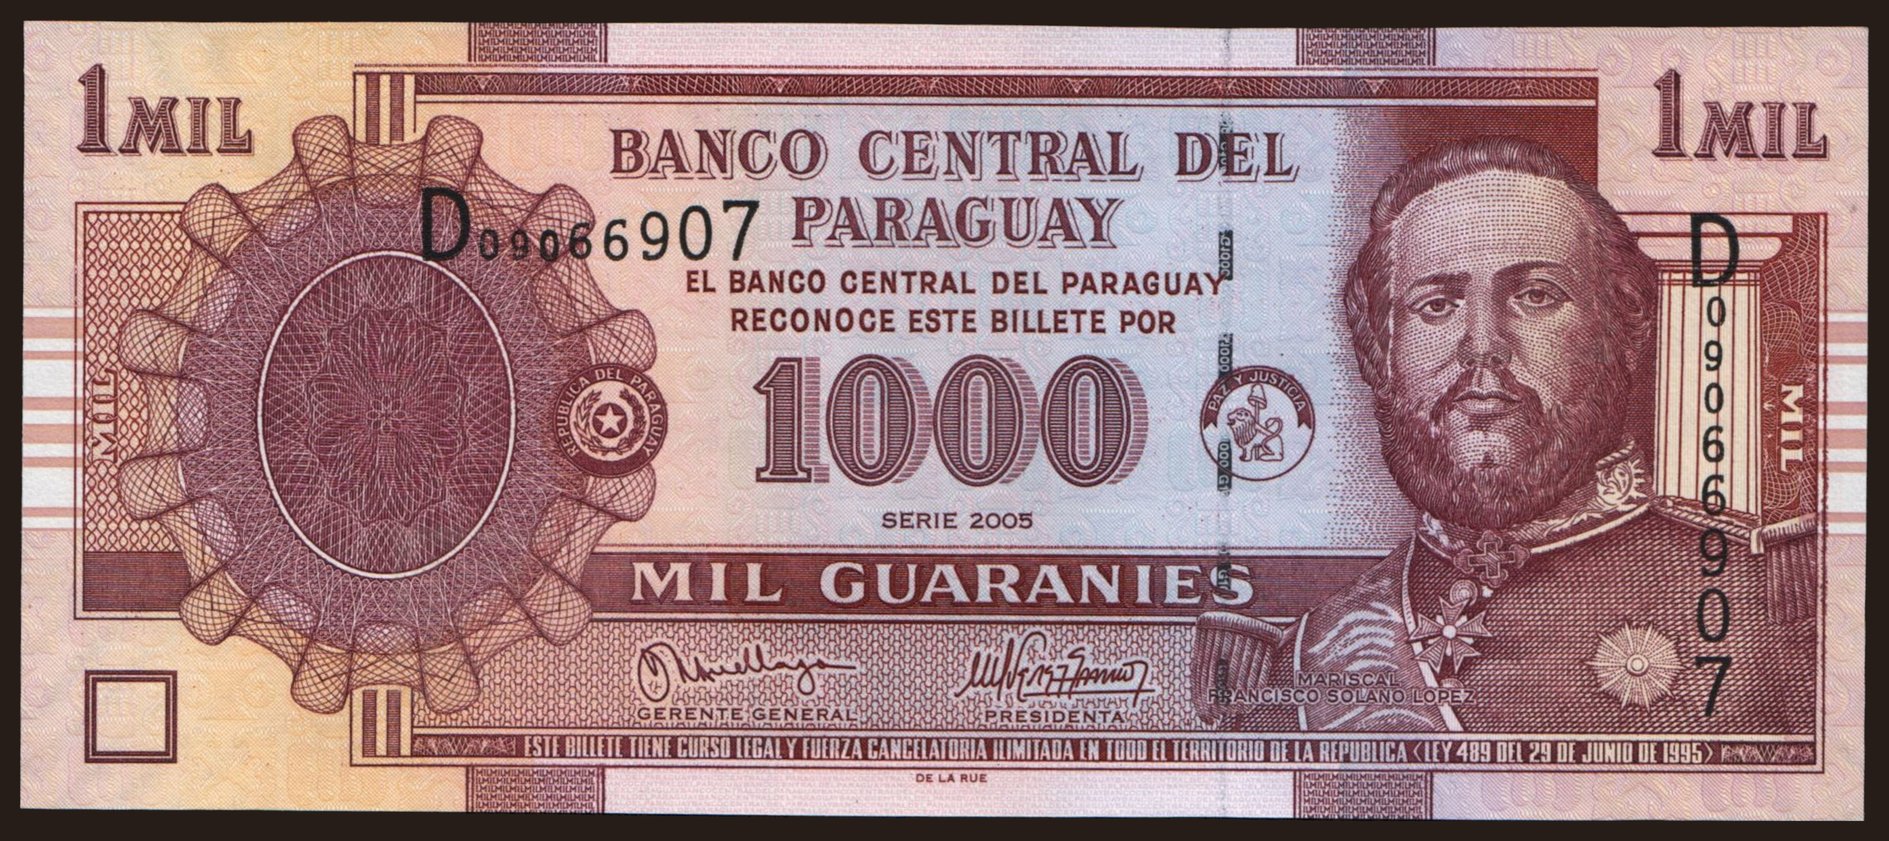 1 MIL
1 MIL
BANCO CENTRAL DEL
PARAGUAY
D09066907
EL BANCO CENTRAL DEL PARAGUAY
RECONOCE ESTE BILLETE POR
1000
SERIE 2005
MIL GUARANIES
MIL
REPUBLICA DEL PARAGUAY
PAZ Y JUSTICIA
D09066907
MIL
GERENTE GENERAL
PRESIDENTA
MARISCAL
FRANCISCO SOLANO LOPEZ
ESTE BILLETE TIENE CURSO LEGAL Y FUERZA CANCELATORIA ILIMITADA EN TODO EL TERRITORIO DE LA REPUBLICA <LEY 489 DEL 29 DE JUNIO DE 1995>
DE LA RUE